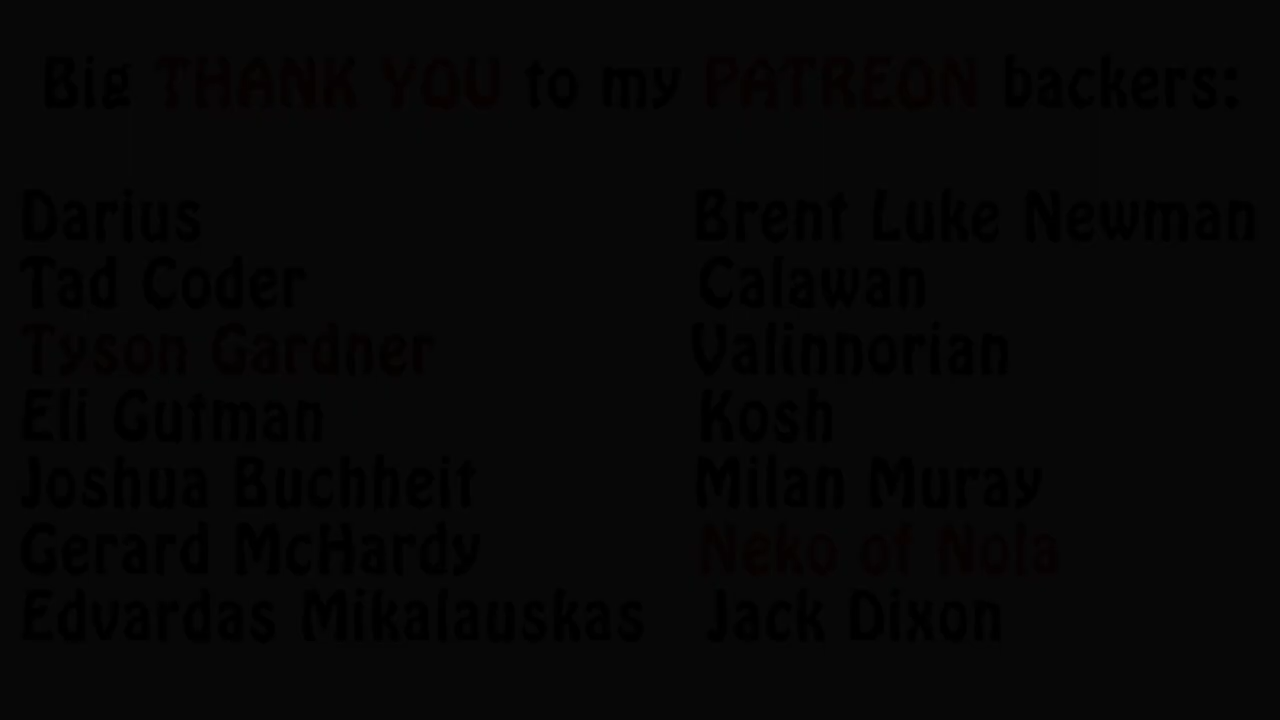 Big THANK YOU to my PATREON backers:
Darius
Tad Coder
Tyson Gardner
Eli Gutman
Joshua Buchheit
Gerard McHardy
Edvardas Mikalauskas
Brent Luke Newman
Calawan
Valinnorian
Kosh
Milan Muray
Neko of Nola
Jack Dixon